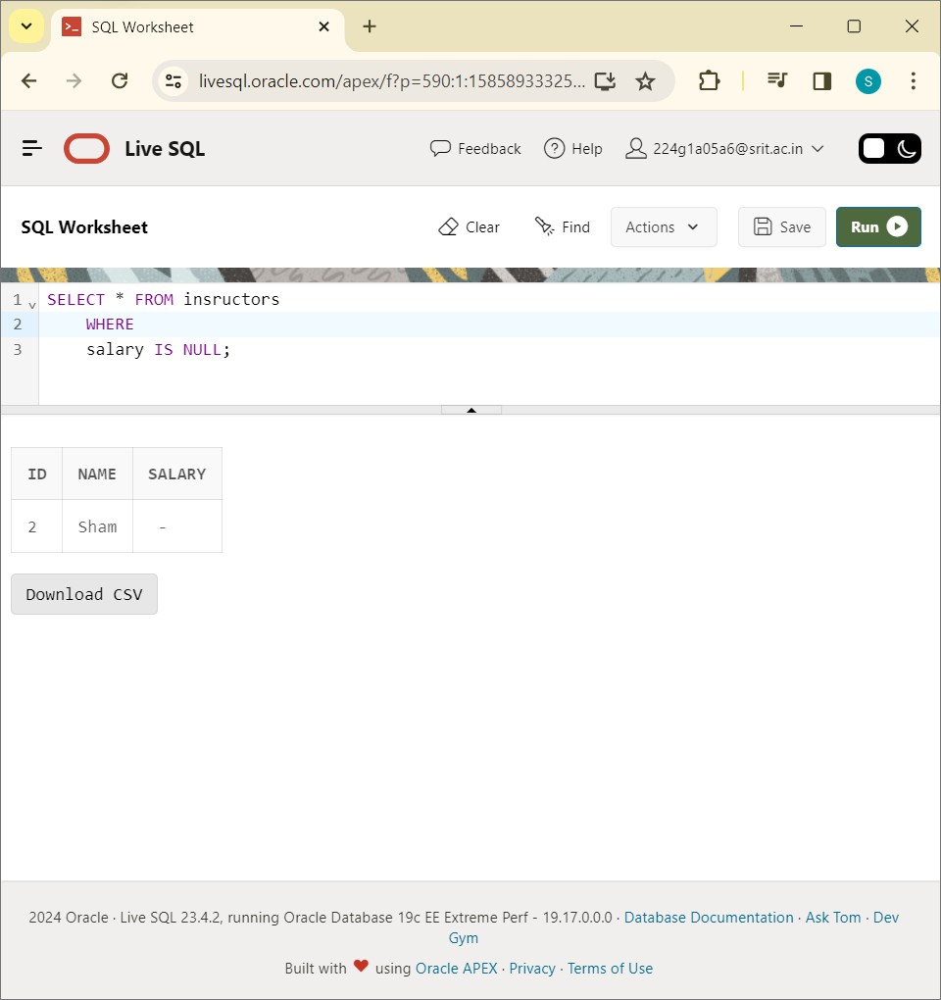 SQL Worksheet
livesql.oracle.com/apex/f?p=590:1:15858933325...
S
Live SQL
Feedback
Help
224g1a05a6@srit.ac.in
SQL Worksheet
Clear
Find
Actions
Save
Run
1 SELECT * FROM insructors
2 WHERE
3 salary IS NULL;
ID NAME SALARY
2 Sham -
Download CSV
2024 Oracle · Live SQL 23.4.2, running Oracle Database 19c EE Extreme Perf - 19.17.0.0.0 · Database Documentation · Ask Tom · Dev
Gym
Built with ❤ using Oracle APEX · Privacy · Terms of Use